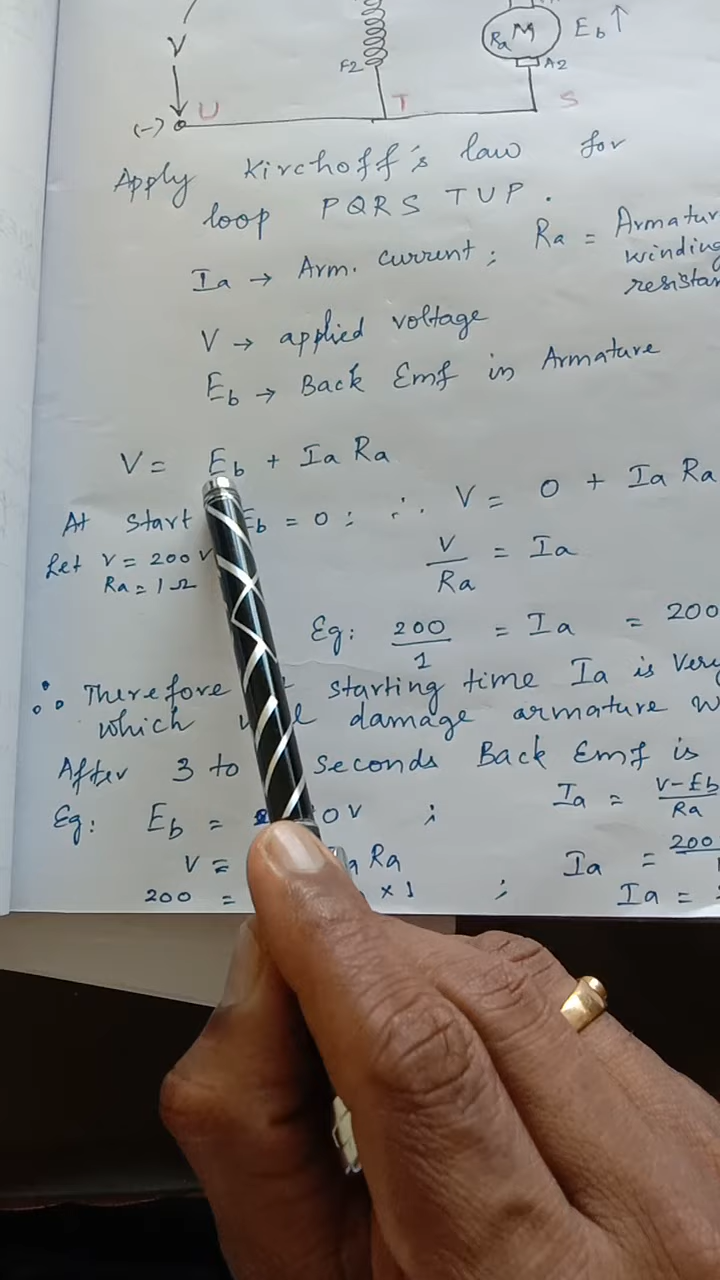 V
F2
Ra M
Eb ↑
A2
(-) U T S
Apply Kirchoff's law for
loop PQRS TUP.
Ia → Arm. current; Ra = Armatur
winding
resistan
V → applied voltage
Eb → Back Emf in Armature
V = Eb + Ia Ra
At start Eb = 0 : ∴ V = 0 + Ia Ra
Let V = 200 V
Ra = 1 Ω
V/Ra = Ia
Eg: 200/1 = Ia = 200
∴ Therefore starting time Ia is very
which damage armature w
After 3 to seconds Back Emf is
Eg: Eb = 0V ; Ia = V-Eb/Ra
V = Ra Ia = 200
200 = × 1 ; Ia =